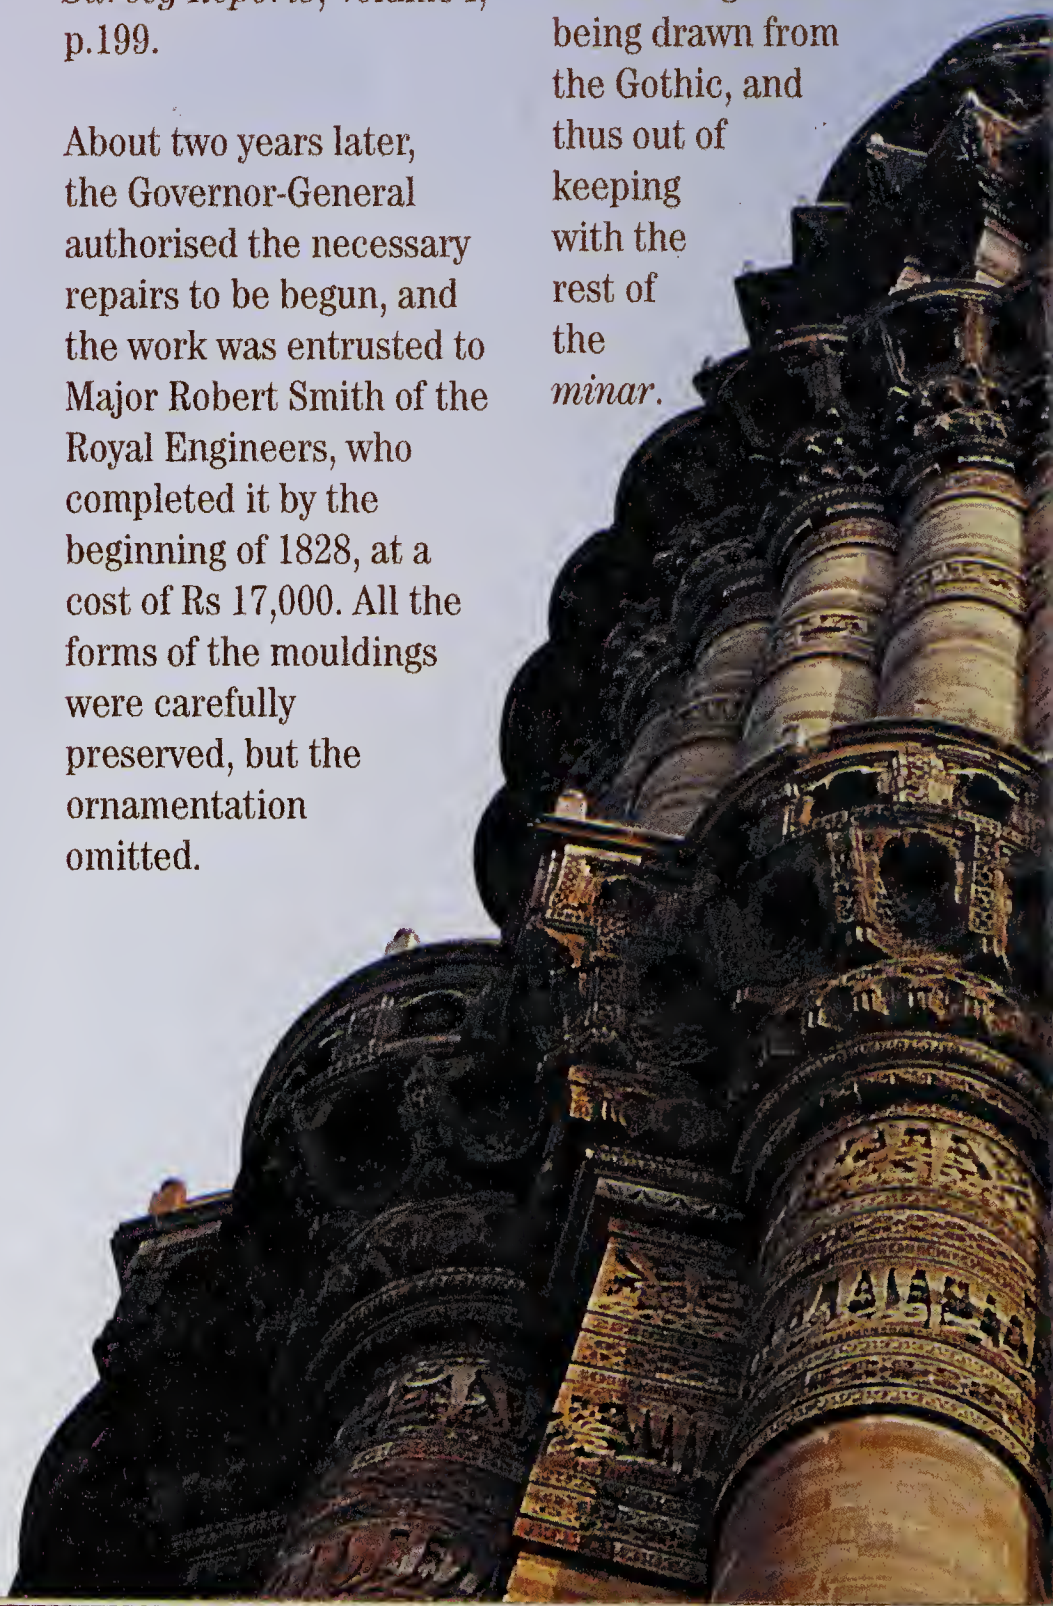 p.199.
About two years later,
the Governor-General
authorised the necessary
repairs to be begun, and
the work was entrusted to
Major Robert Smith of the
Royal Engineers, who
completed it by the
beginning of 1828, at a
cost of Rs 17,000. All the
forms of the mouldings
were carefully
preserved, but the
ornamentation
omitted.
being drawn from
the Gothic, and
thus out of
keeping
with the
rest of
the
minar.